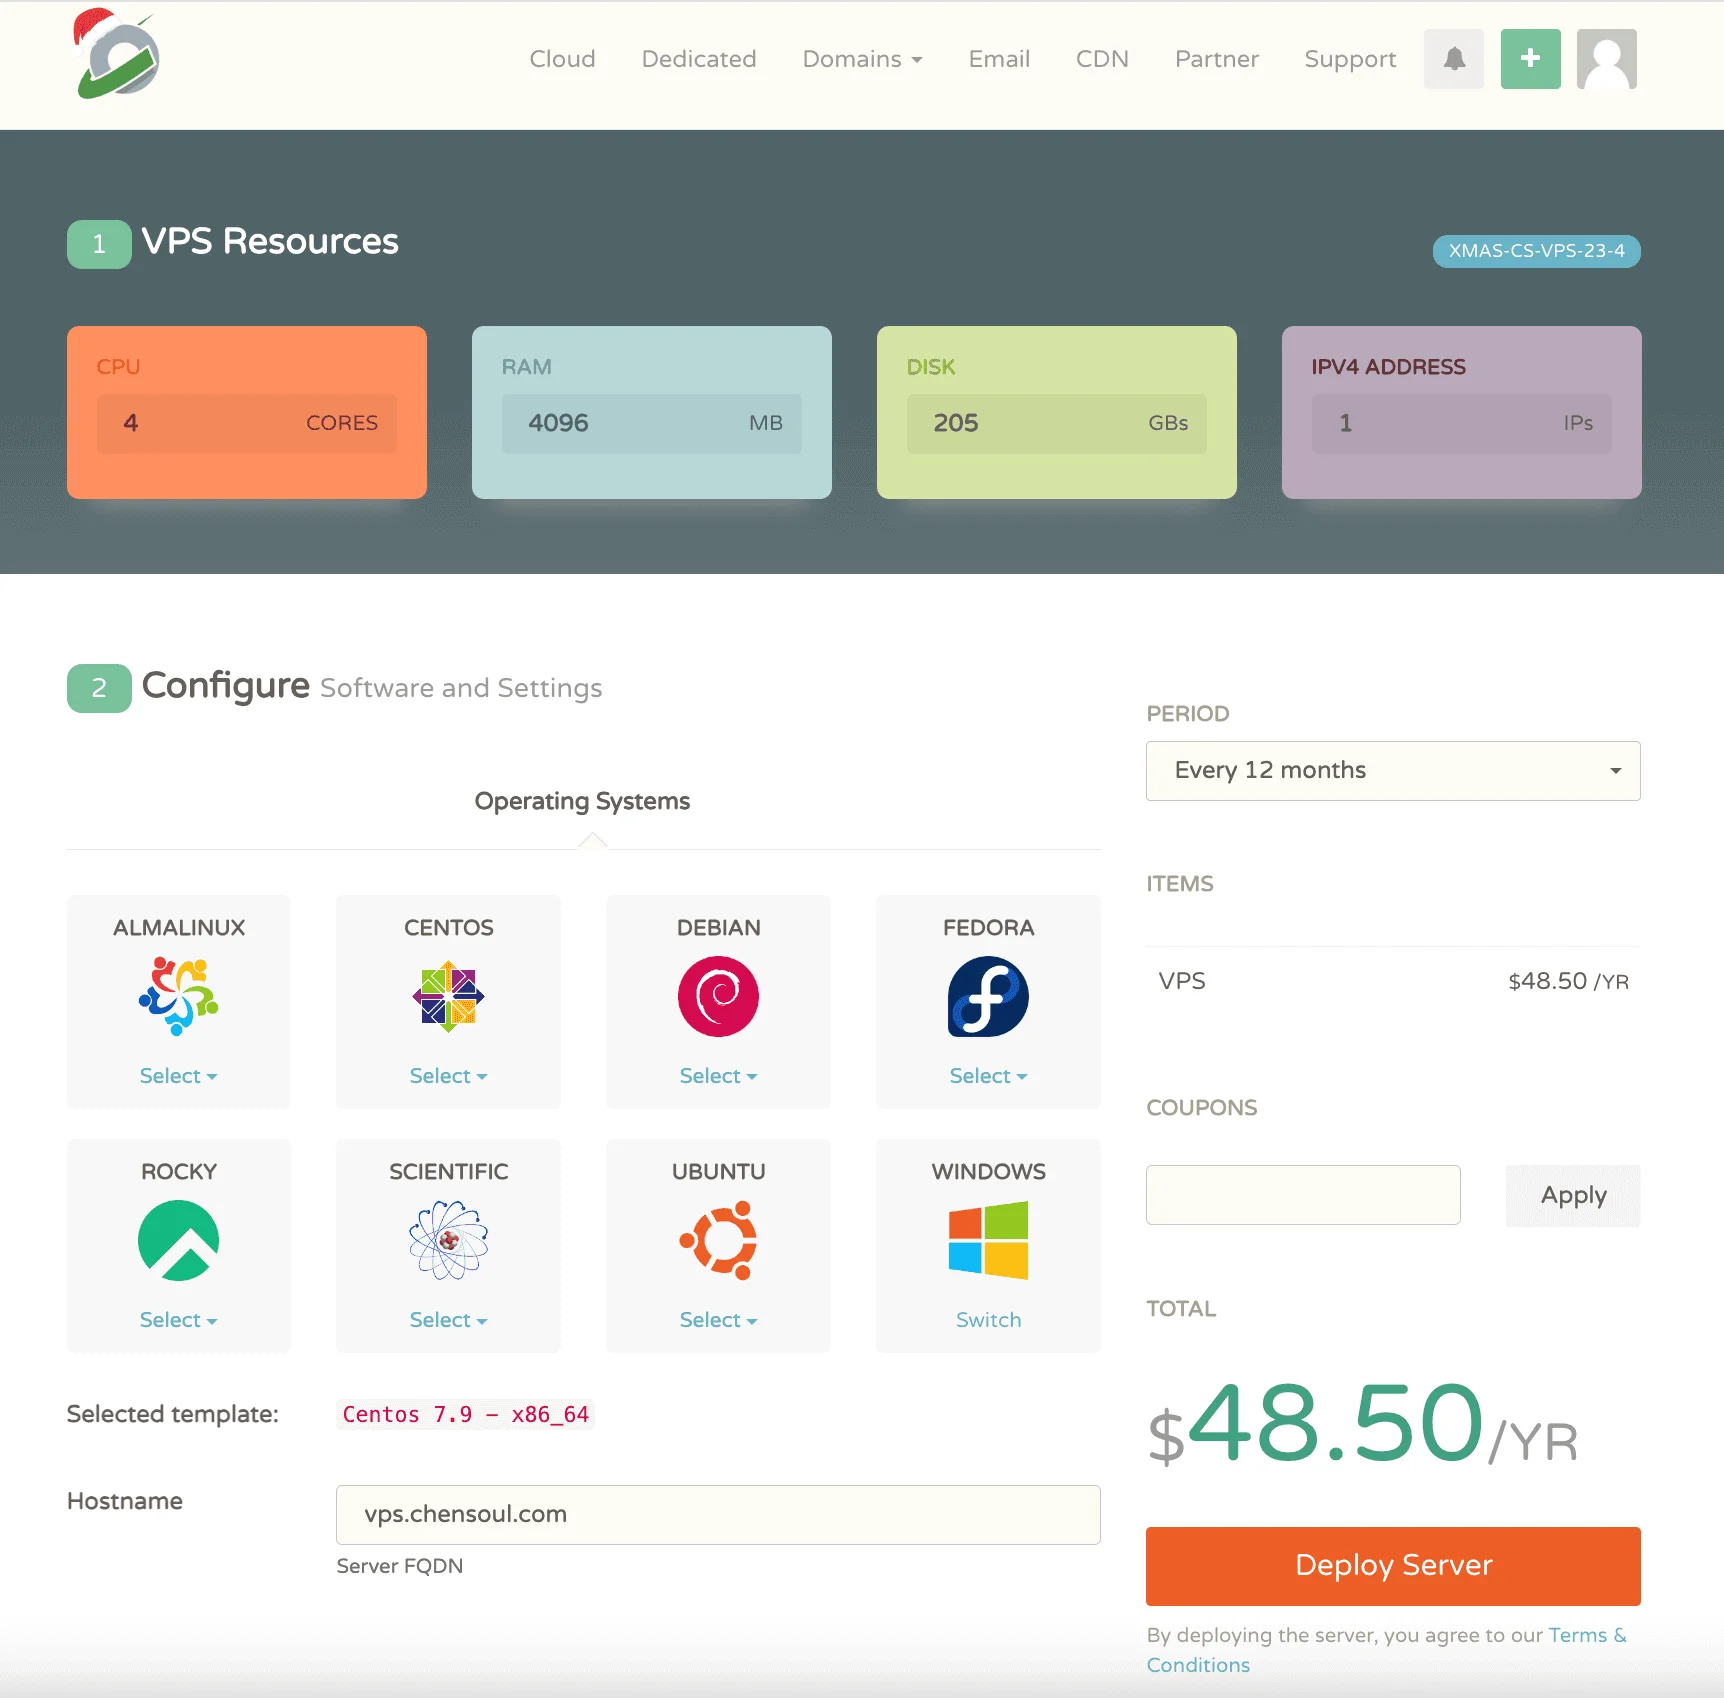 Cloud Dedicated Domains Email CDN Partner Support
1 VPS Resources
XMAS-CS-VPS-23-4
CPU
4 CORES
RAM
4096 MB
DISK
205 GBs
IPV4 ADDRESS
1 IPs
2 Configure Software and Settings
Operating Systems
ALMALINUX
Select
CENTOS
Select
DEBIAN
Select
FEDORA
Select
ROCKY
Select
SCIENTIFIC
Select
UBUNTU
Select
WINDOWS
Switch
Selected template: Centos 7.9 - x86_64
Hostname vps.chensoul.com
Server FQDN
PERIOD
Every 12 months
ITEMS
VPS $48.50 /YR
COUPONS
Apply
TOTAL
$48.50/YR
Deploy Server
By deploying the server, you agree to our Terms &
Conditions